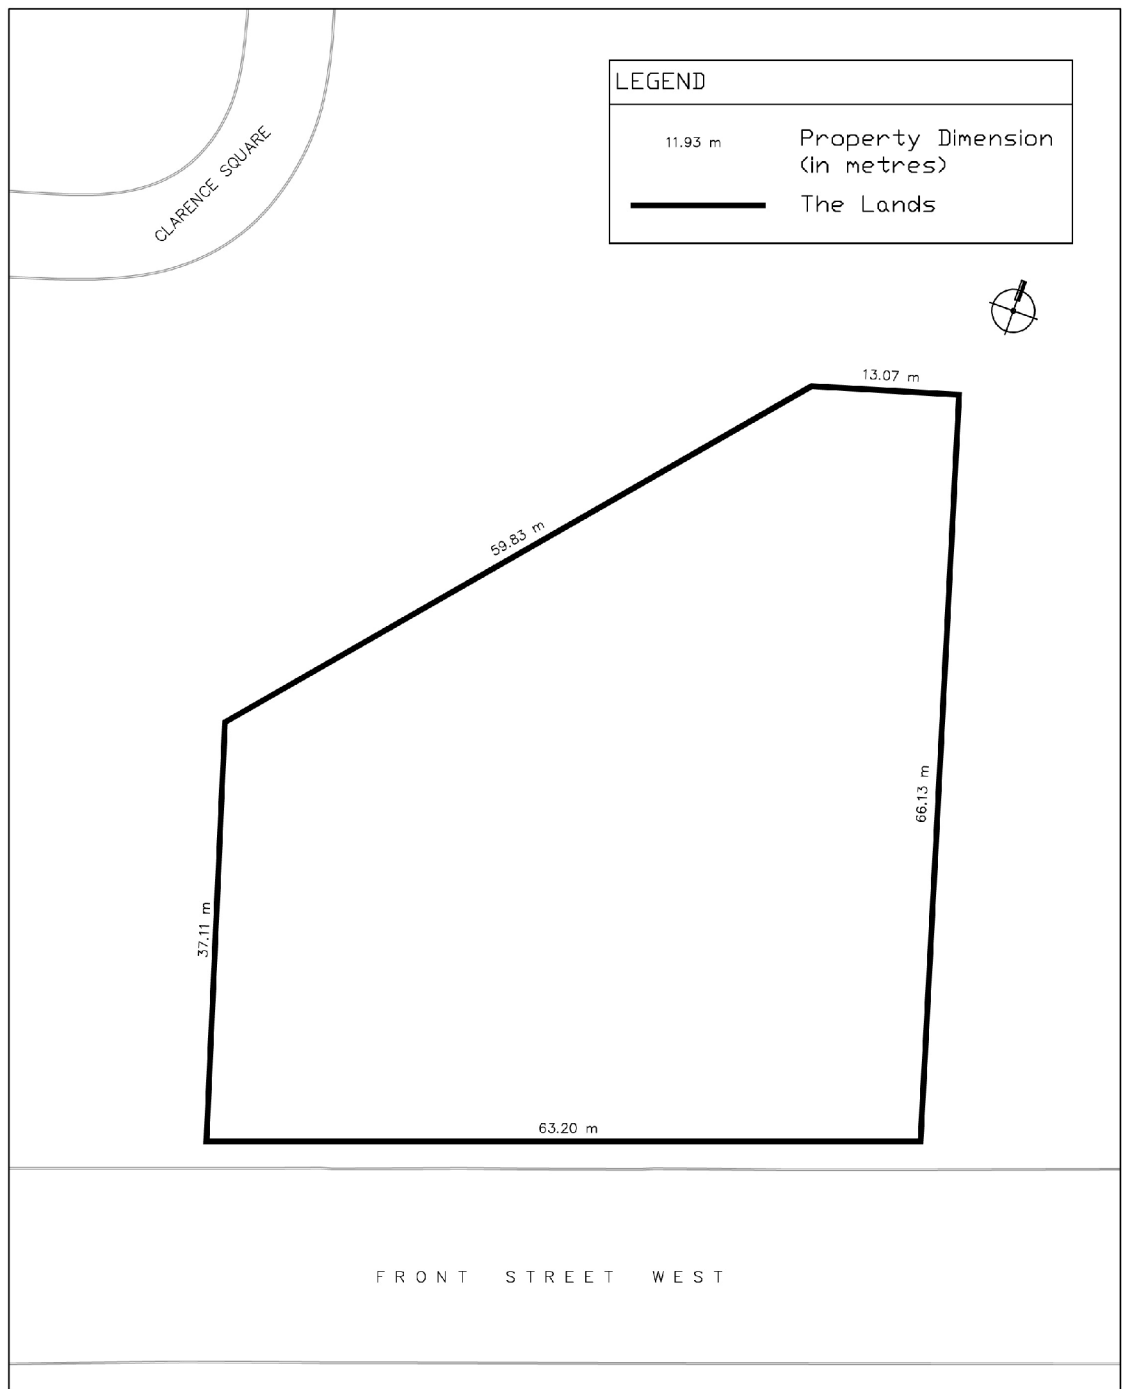 CLARENCE SQUARE
LEGEND
11.93 m
Property Dimension
(in metres)
The Lands
13.07 m
59.83 m
66.13 m
37.11 m
63.20 m
FRONT STREET WEST